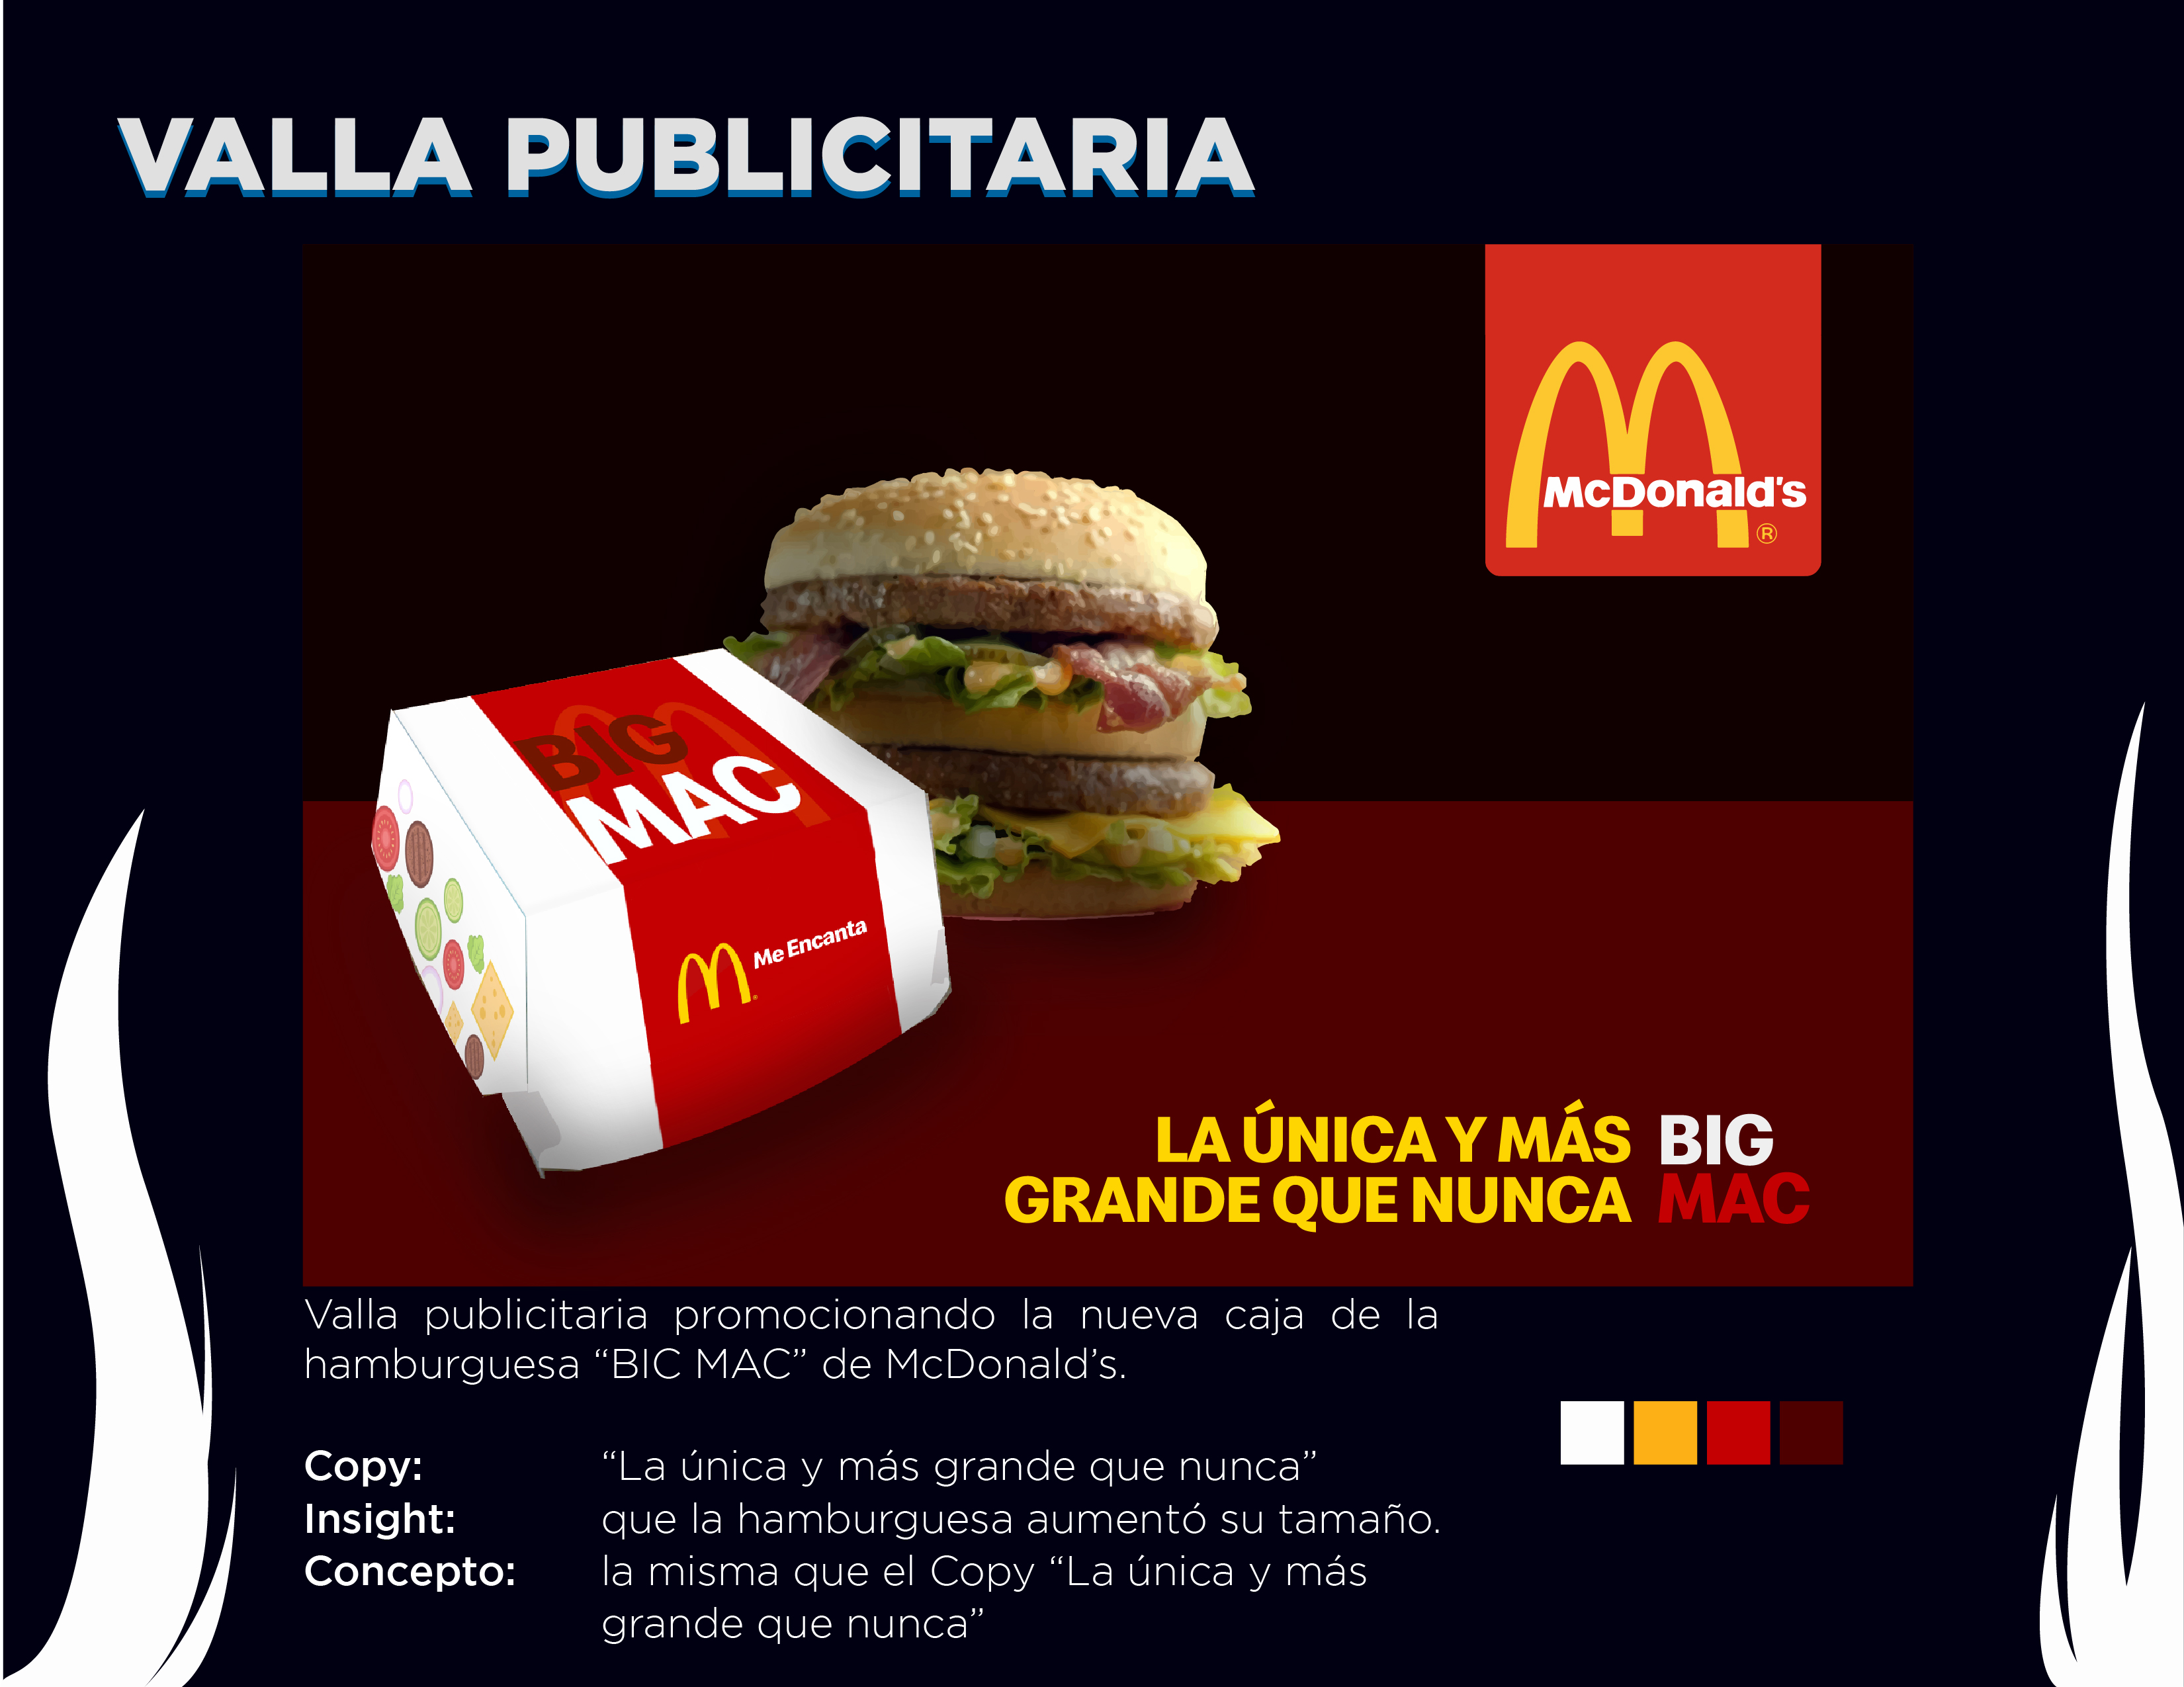 VALLA PUBLICITARIA
McDonald's
®
BIG
MAC
Me Encanta
LA ÚNICA Y MÁS BIG
GRANDE QUE NUNCA MAC
Valla publicitaria promocionando la nueva caja de la
hamburguesa “BIC MAC” de McDonald’s.
Copy: “La única y más grande que nunca”
Insight: que la hamburguesa aumentó su tamaño.
Concepto: la misma que el Copy “La única y más
grande que nunca”